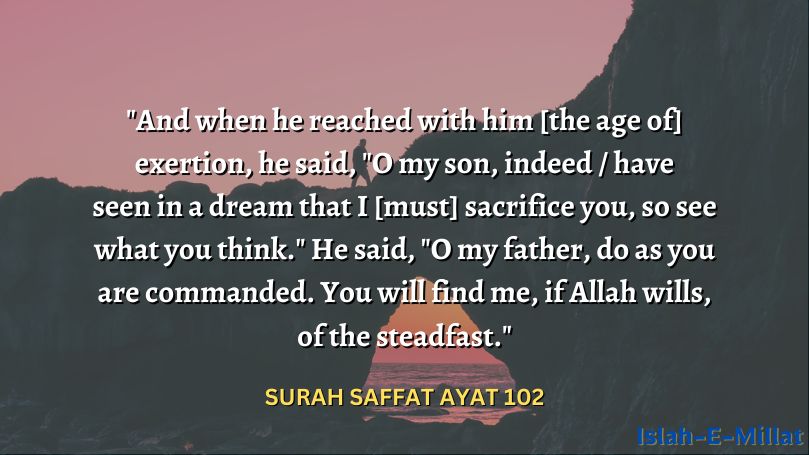 "And when he reached with him [the age of]
exertion, he said, "O my son, indeed / have
seen in a dream that I [must] sacrifice you, so see
what you think." He said, "O my father, do as you
are commanded. You will find me, if Allah wills,
of the steadfast."
SURAH SAFFAT AYAT 102
Islah-E-Millat